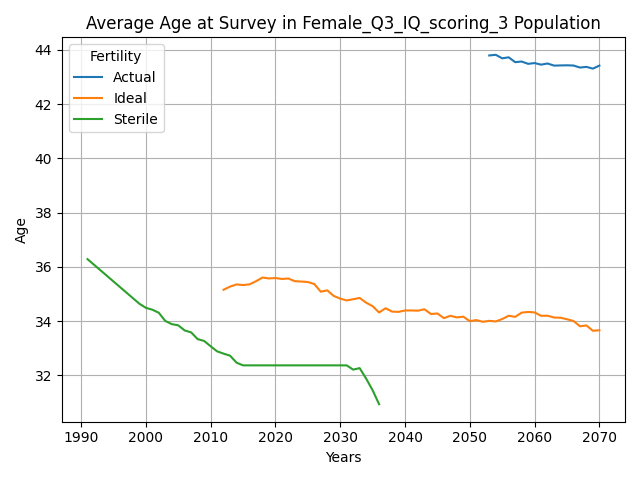 Average Age at Survey in Female_Q3_IQ_scoring_3 Population
Fertility
Actual
Ideal
Sterile
Age
44
42
40
38
36
34
32
1990 2000 2010 2020 2030 2040 2050 2060 2070
Years